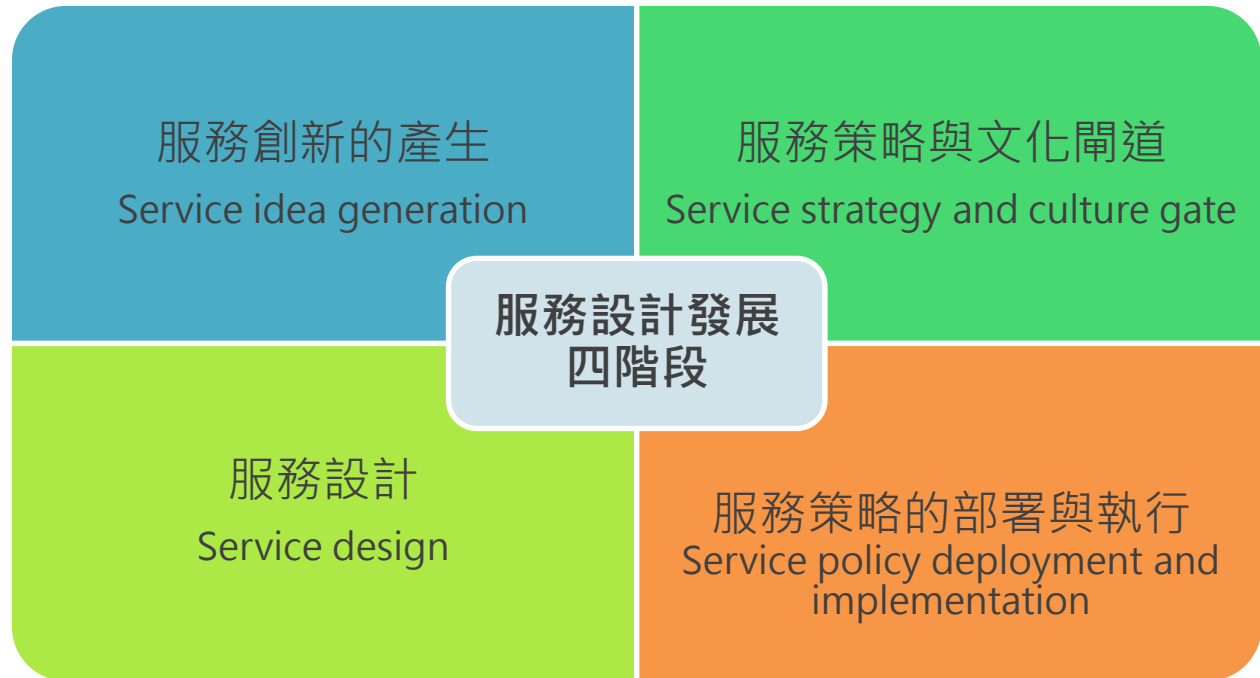 服務創新的產生
Service idea generation
服務策略與文化閘道
Service strategy and culture gate
服務設計發展
四階段
服務設計
Service design
服務策略的部署與執行
Service policy deployment and
implementation